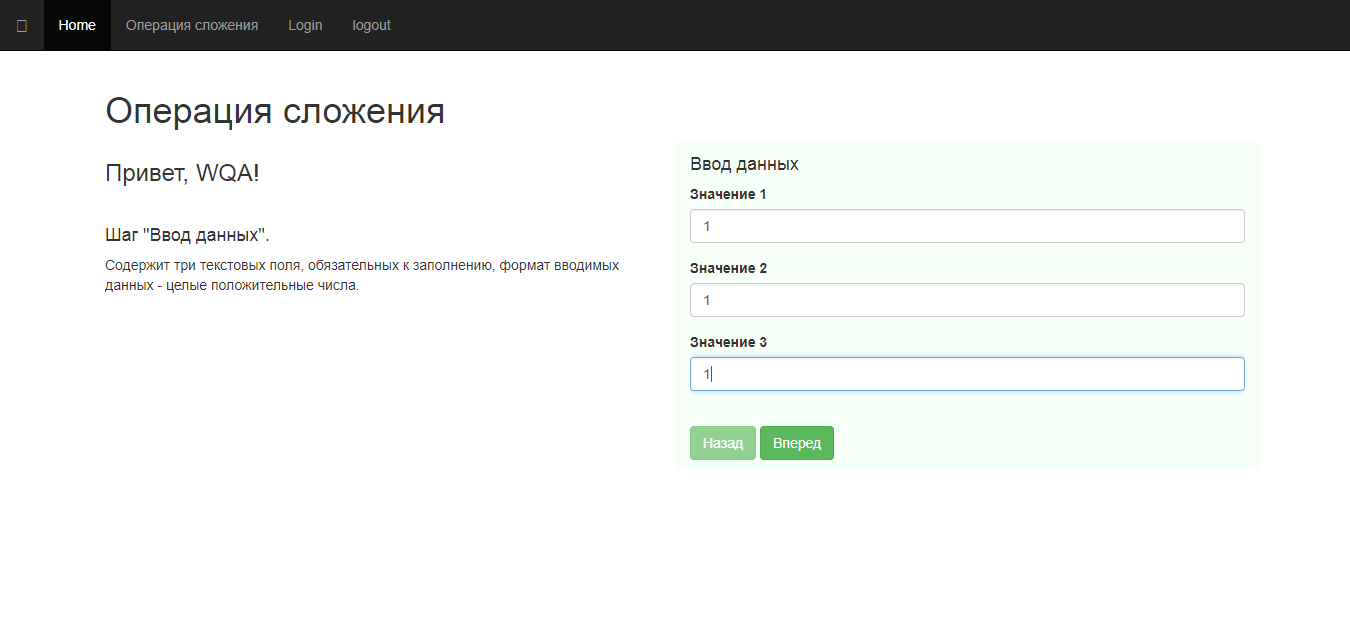 Home Операция сложения Login logout
Операция сложения
Привет, WQA!
Шаг "Ввод данных".
Содержит три текстовых поля, обязательных к заполнению, формат вводимых
данных - целые положительные числа.
Ввод данных
Значение 1
1
Значение 2
1
Значение 3
1
Назад Вперед